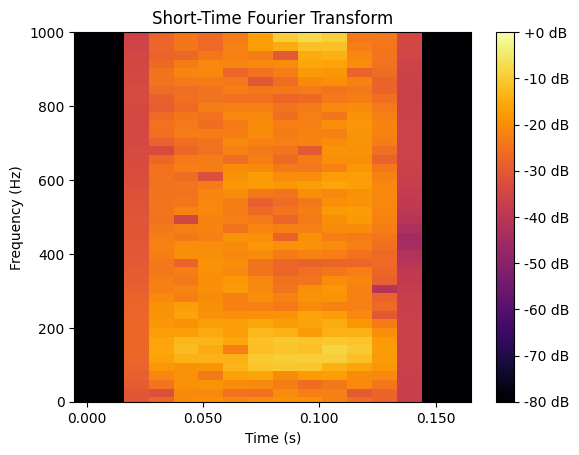 Short-Time Fourier Transform
1000
800
600
400
200
0
Frequency (Hz)
0.000
0.050
0.100
0.150
Time (s)
+0 dB
-10 dB
-20 dB
-30 dB
-40 dB
-50 dB
-60 dB
-70 dB
-80 dB